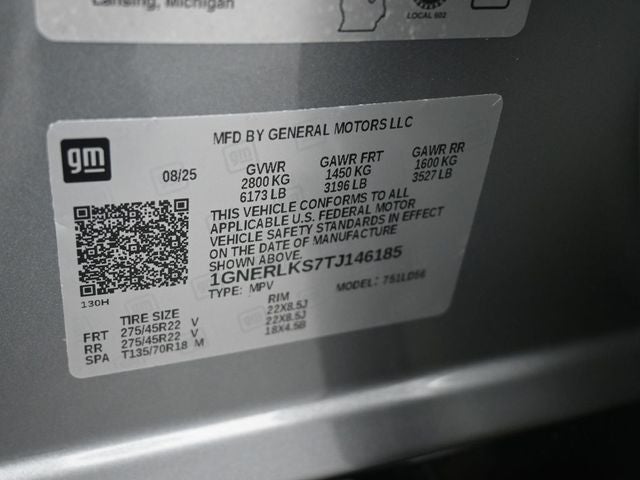 Lansing, Michigan
LOCAL 602
MFD BY GENERAL MOTORS LLC
gm
08/25 GVWR GAWR FRT GAWR RR
2800 KG 1450 KG 1600 KG
6173 LB 3196 LB 3527 LB
THIS VEHICLE CONFORMS TO ALL
APPLICABLE U.S. FEDERAL MOTOR
VEHICLE SAFETY STANDARDS IN EFFECT
ON THE DATE OF MANUFACTURE
SHOWN ABOVE.
1GNERLKS7TJ146185
TYPE: MPV MODEL: 751LD56
130H
TIRE SIZE RIM
FRT 275/45R22 V 22X8.5J
RR 275/45R22 V 22X8.5J
SPA T135/70R18 M 18X4.5B